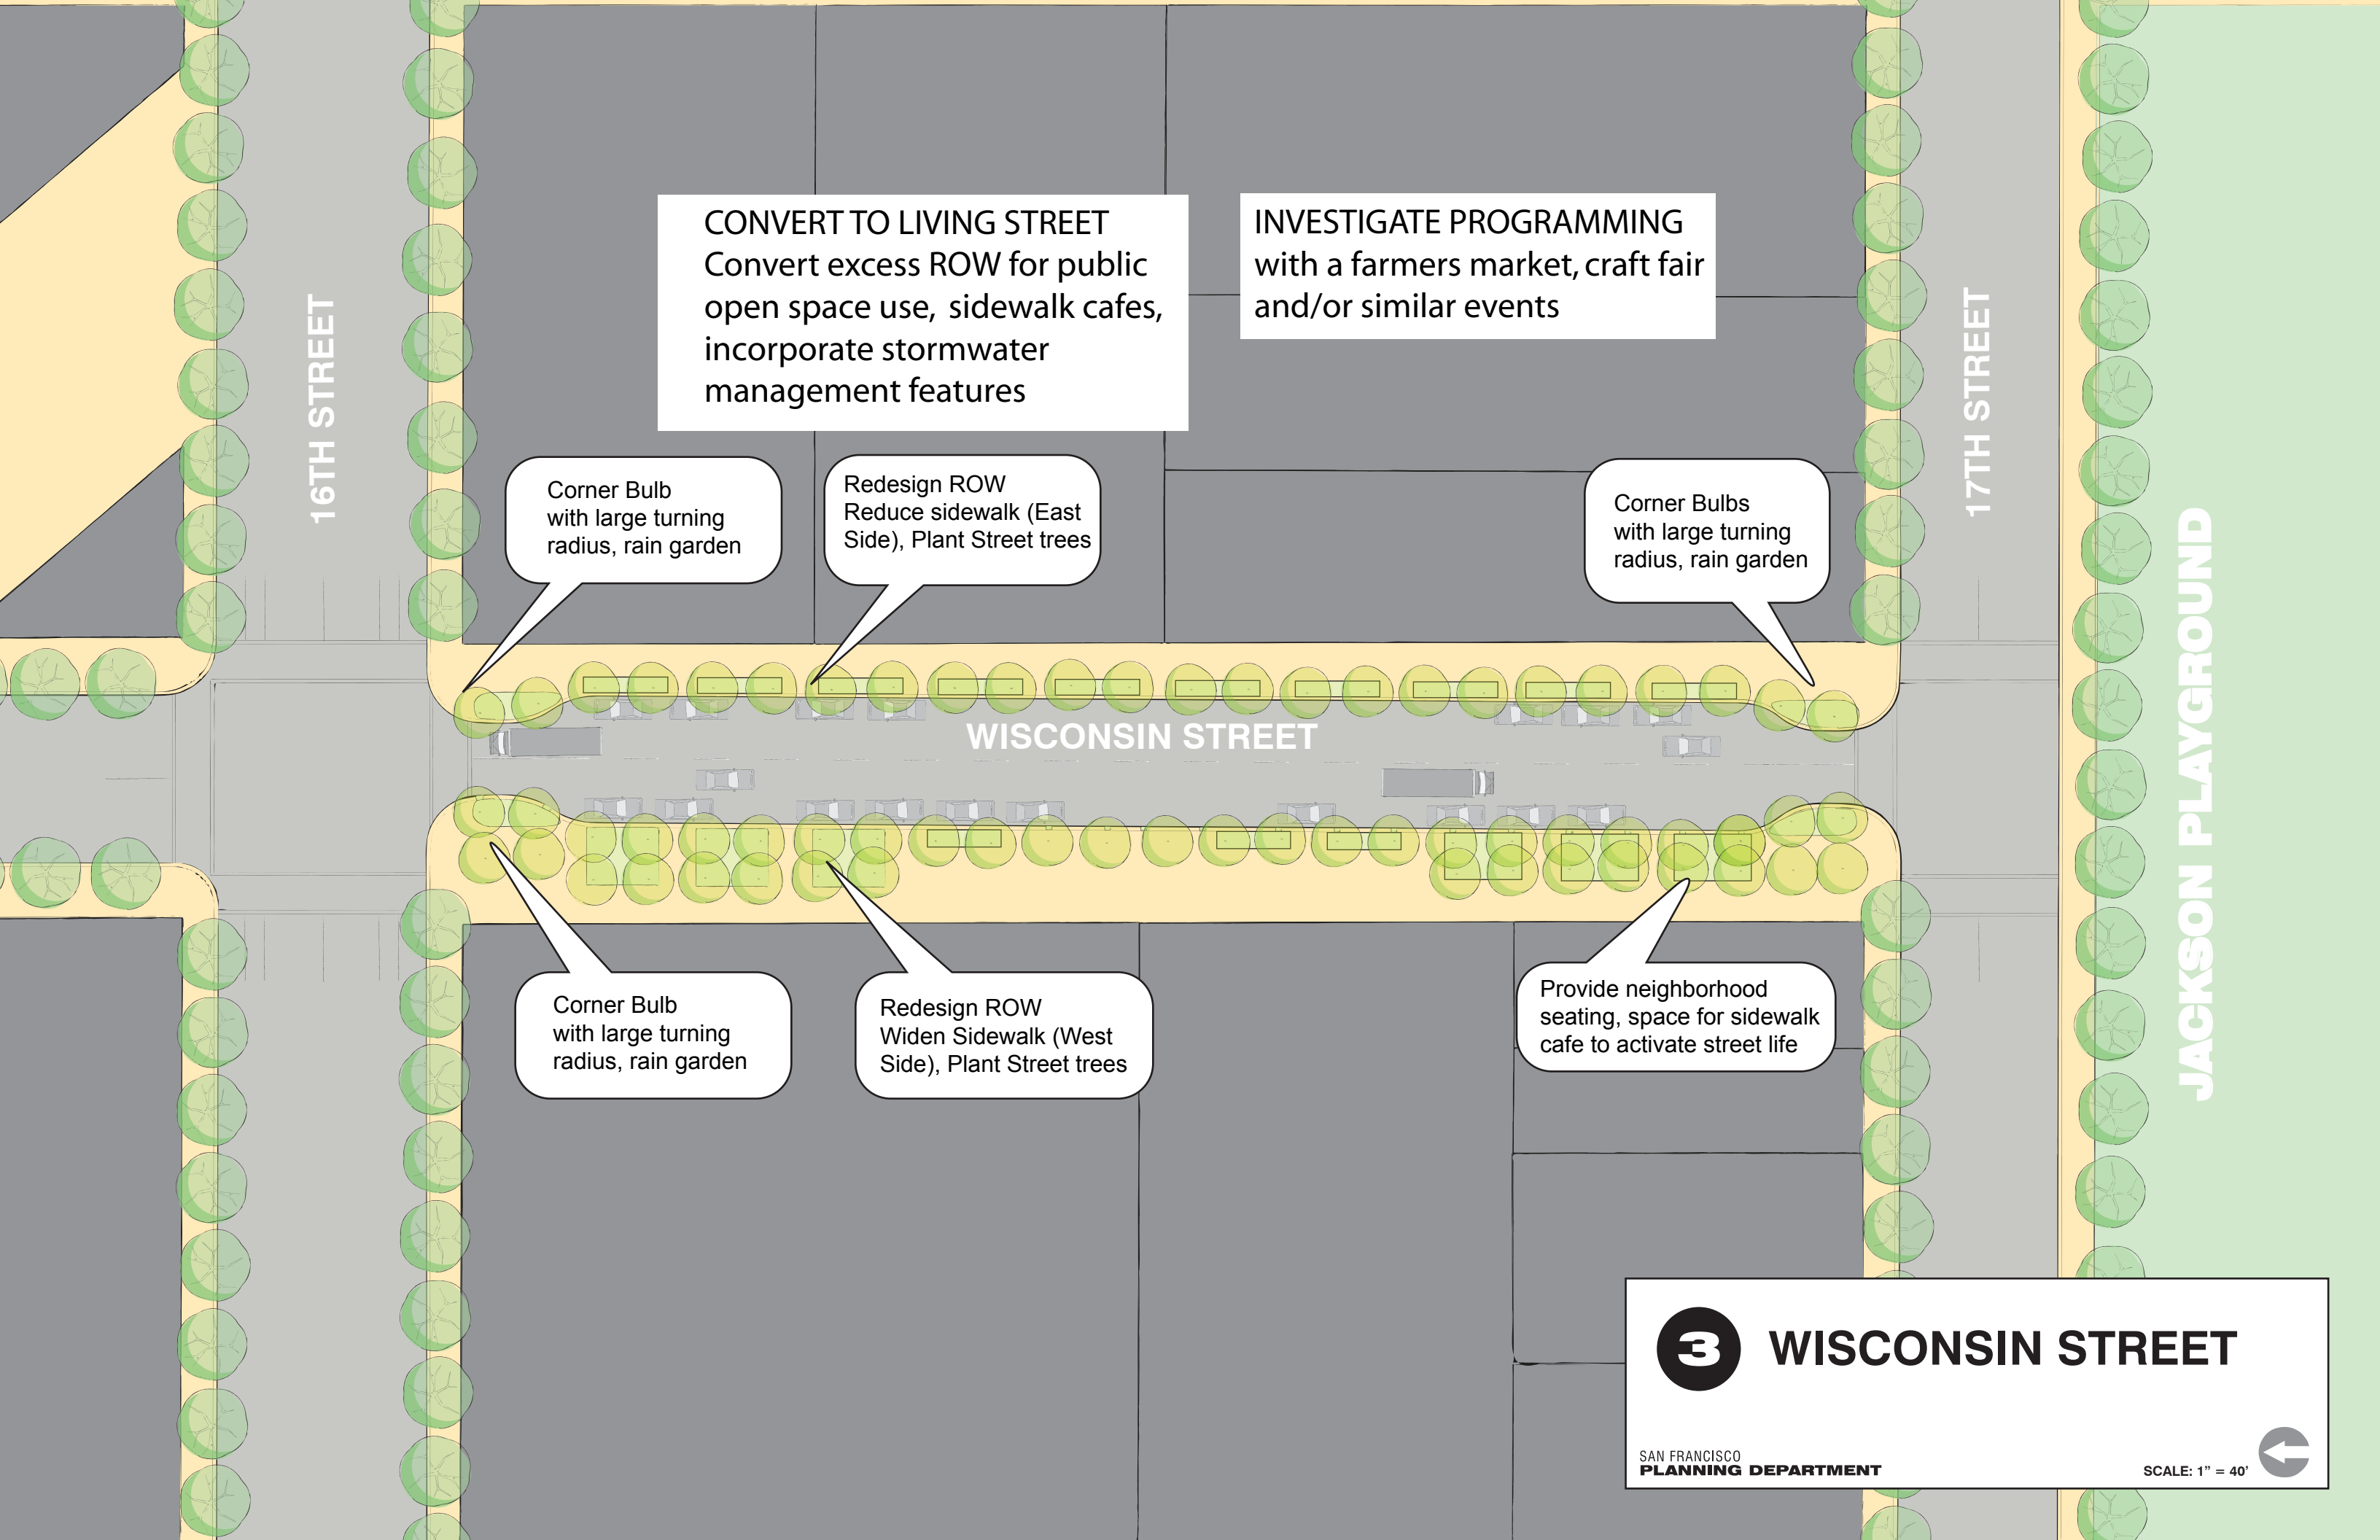 CONVERT TO LIVING STREET
Convert excess ROW for public
open space use, sidewalk cafes,
incorporate stormwater
management features
INVESTIGATE PROGRAMMING
with a farmers market, craft fair
and/or similar events
16TH STREET
17TH STREET
Corner Bulb
with large turning
radius, rain garden
Redesign ROW
Reduce sidewalk (East
Side), Plant Street trees
Corner Bulbs
with large turning
radius, rain garden
JACKSON PLAYGROUND
WISCONSIN STREET
Corner Bulb
with large turning
radius, rain garden
Redesign ROW
Widen Sidewalk (West
Side), Plant Street trees
Provide neighborhood
seating, space for sidewalk
cafe to activate street life
3 WISCONSIN STREET
SAN FRANCISCO
PLANNING DEPARTMENT
SCALE: 1” = 40’